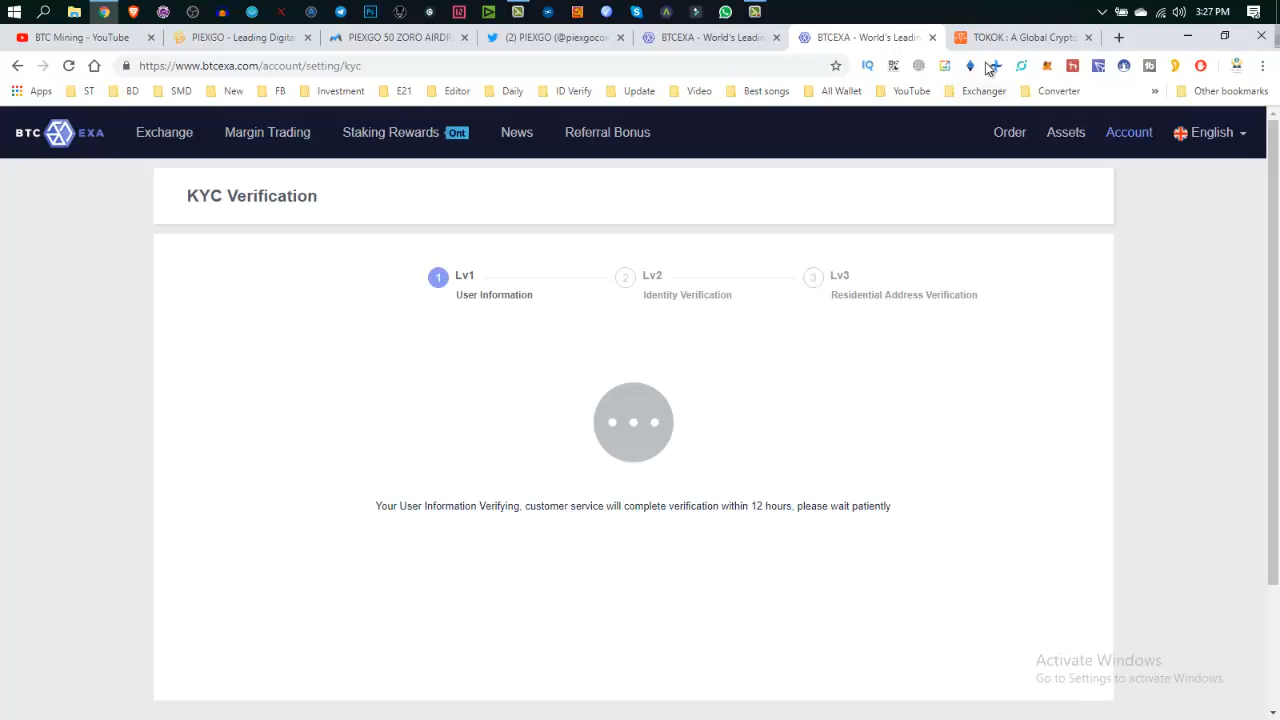 3:27 PM
BTC Mining - YouTube
PIEXGO - Leading Digita
PIEXGO 50 ZORO AIRDR
(2) PIEXGO (@piexgocon
BTCEXA - World's Leadin
BTCEXA - World's Leadin
TOKOK : A Global Crypto
https://www.btcexa.com/account/setting/kyc
Apps ST BD SMD New FB Investment E21 Editor Daily ID Verify Update Video Best songs All Wallet YouTube Exchanger Converter » Other bookmarks
BTC EXA Exchange Margin Trading Staking Rewards Ont News Referral Bonus Order Assets Account English
KYC Verification
1 Lv1 2 Lv2 3 Lv3
User Information Identity Verification Residential Address Verification
Your User Information Verifying, customer service will complete verification within 12 hours, please wait patiently
Activate Windows
Go to Settings to activate Windows.